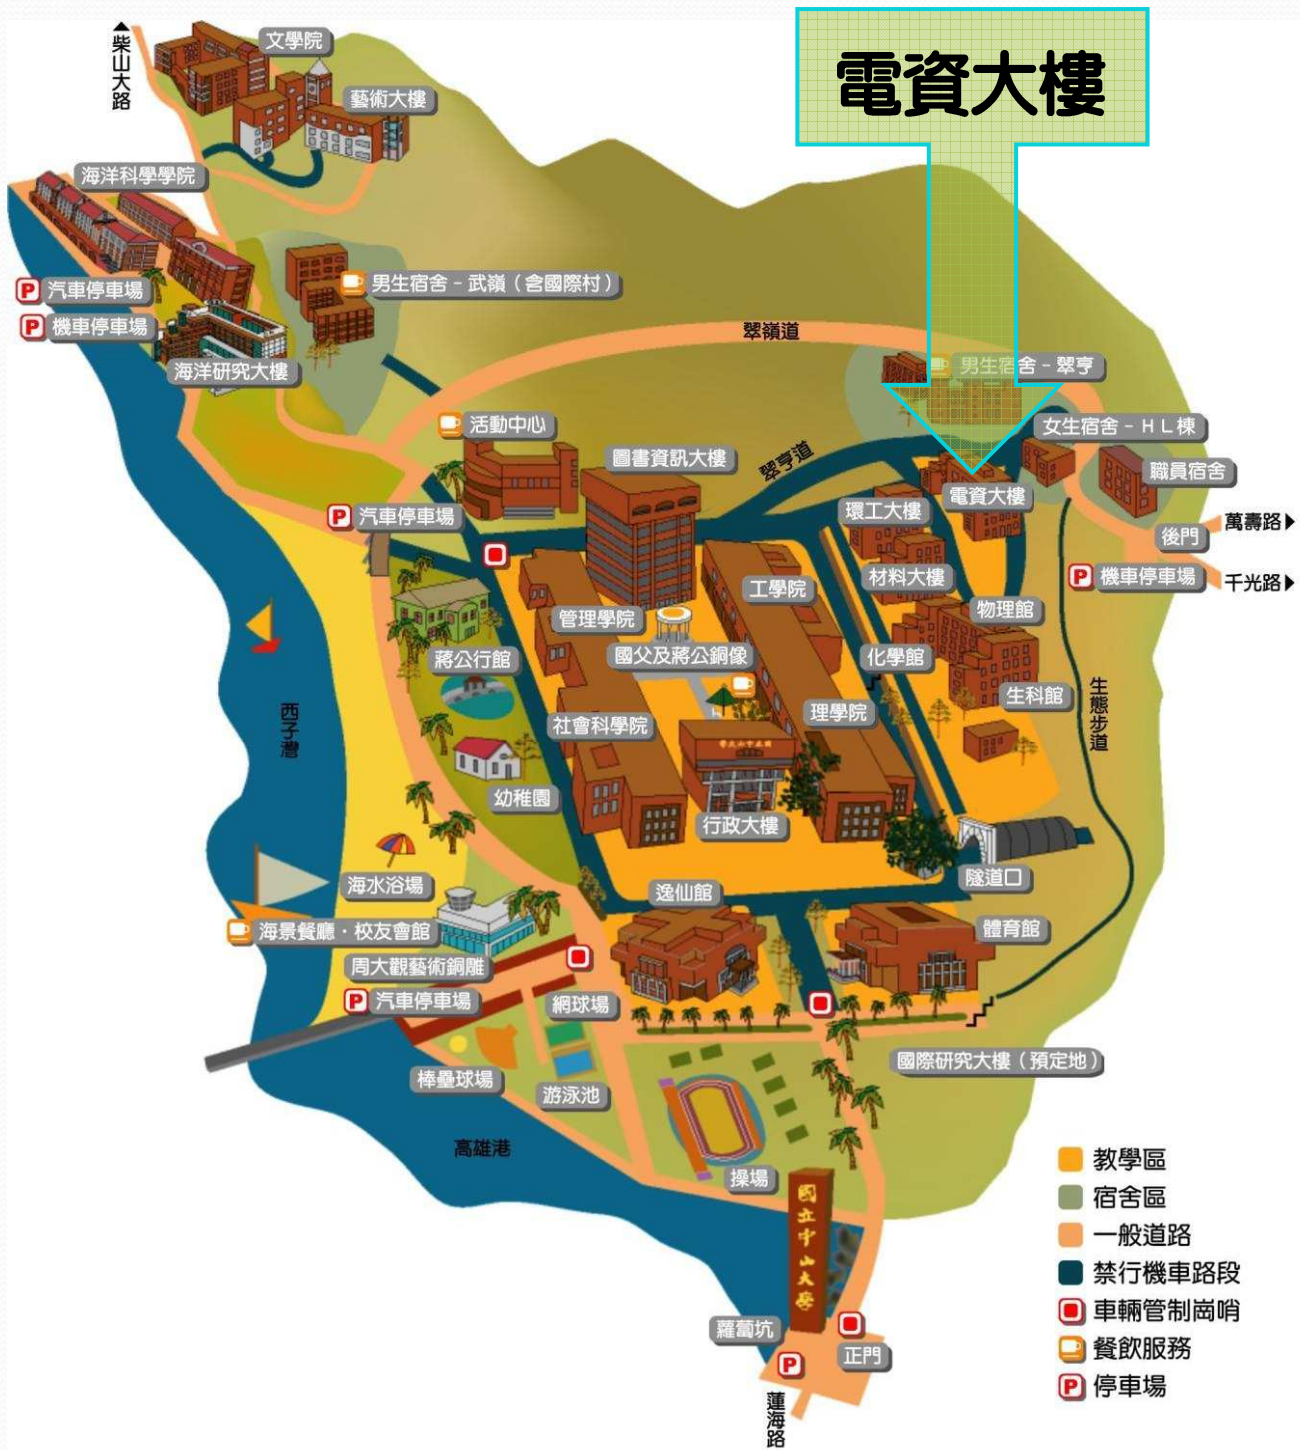 電資大樓
柴山大路
文學院
藝術大樓
海洋科學學院
汽車停車場
機車停車場
男生宿舍-武嶺(含國際村)
海洋研究大樓
翠嶺道
男生宿舍-翠亨
活動中心
圖書資訊大樓
翠亨道
女生宿舍-HL棟
職員宿舍
電資大樓
環工大樓
汽車停車場
後門
萬壽路
機車停車場
千光路
工學院
材料大樓
管理學院
物理館
國父及蔣公銅像
化學館
蔣公行館
生科館
生態步道
西子灣
社會科學院
理學院
國立中山大學
幼稚園
行政大樓
海水浴場
逸仙館
隧道口
海景餐廳·校友會館
體育館
周大觀藝術銅雕
汽車停車場
網球場
國際研究大樓(預定地)
棒壘球場
游泳池
高雄港
操場
國立中山大學
蘿蔔坑
正門
蓮海路
教學區
宿舍區
一般道路
禁行機車路段
車輛管制崗哨
餐飲服務
P 停車場